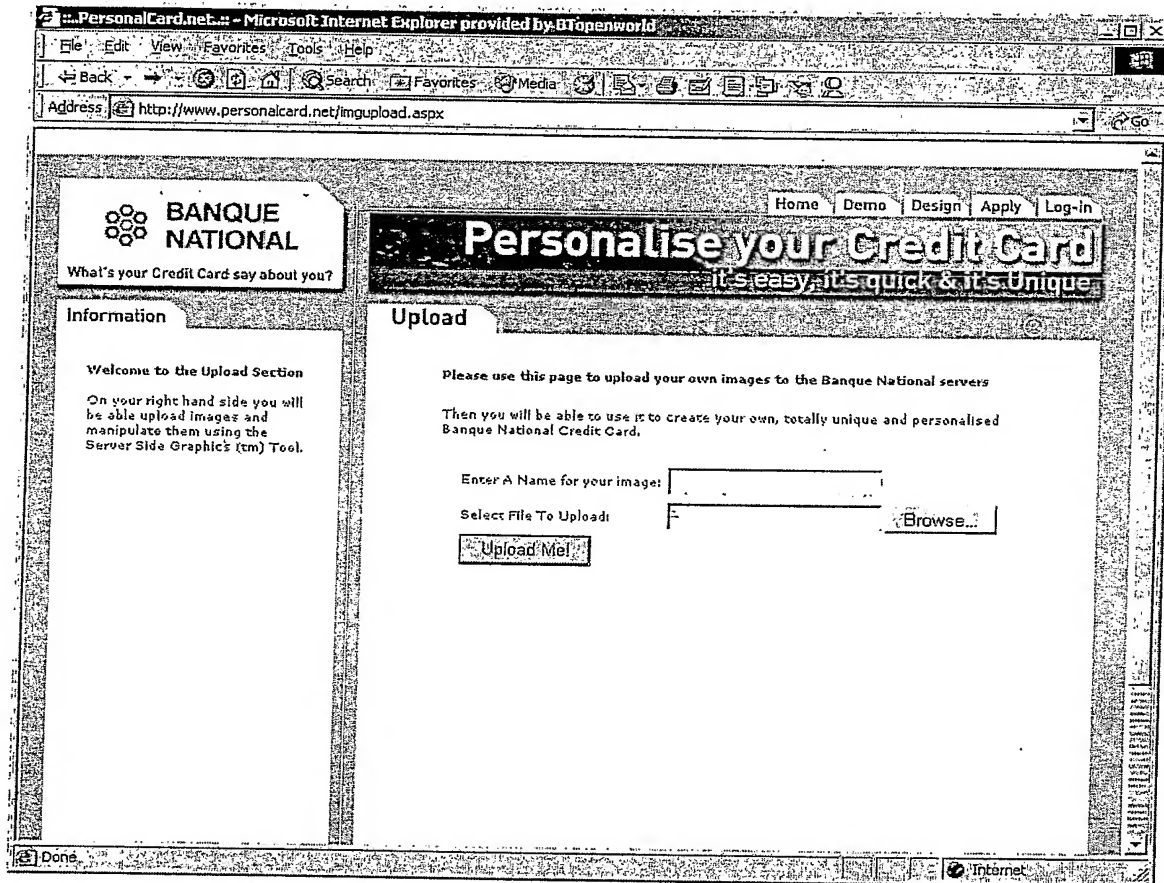 ::..PersonalCard.net..:: - Microsoft Internet Explorer provided by BTopenworld
File Edit View Favorites Tools Help
Back Search Favorites Media
Address http://www.personalcard.net/imgupload.aspx Go
BANQUE
NATIONAL
What's your Credit Card say about you?
Home Demo Design Apply Log-in
Personalise your Credit Card
it's easy, it's quick & it's Unique
Information
Welcome to the Upload Section
On your right hand side you will
be able upload images and
manipulate them using the
Server Side Graphic's (tm) Tool.
Upload
Please use this page to upload your own images to the Banque National servers
Then you will be able to use it to create your own, totally unique and personalised
Banque National Credit Card.
Enter A Name for your image:
Select File To Upload:
Browse...
Upload Me!
Done Internet